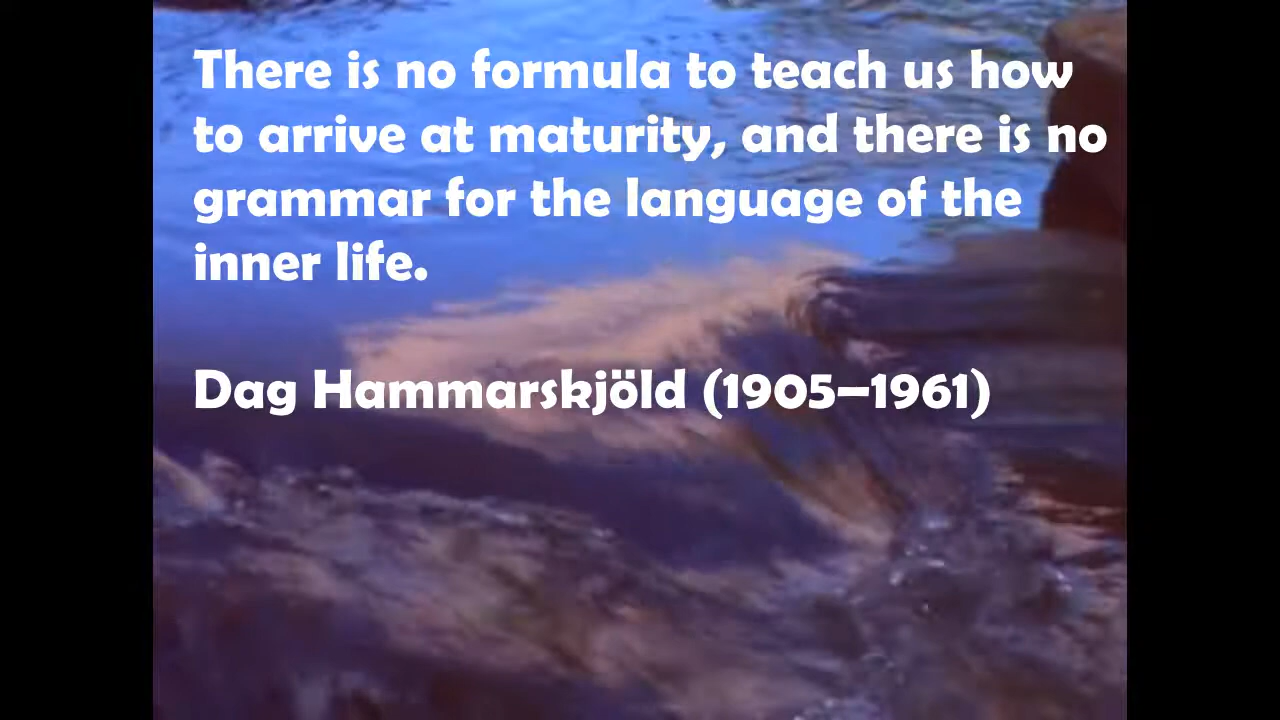 There is no formula to teach us how
to arrive at maturity, and there is no
grammar for the language of the
inner life.
Dag Hammarskjöld (1905–1961)